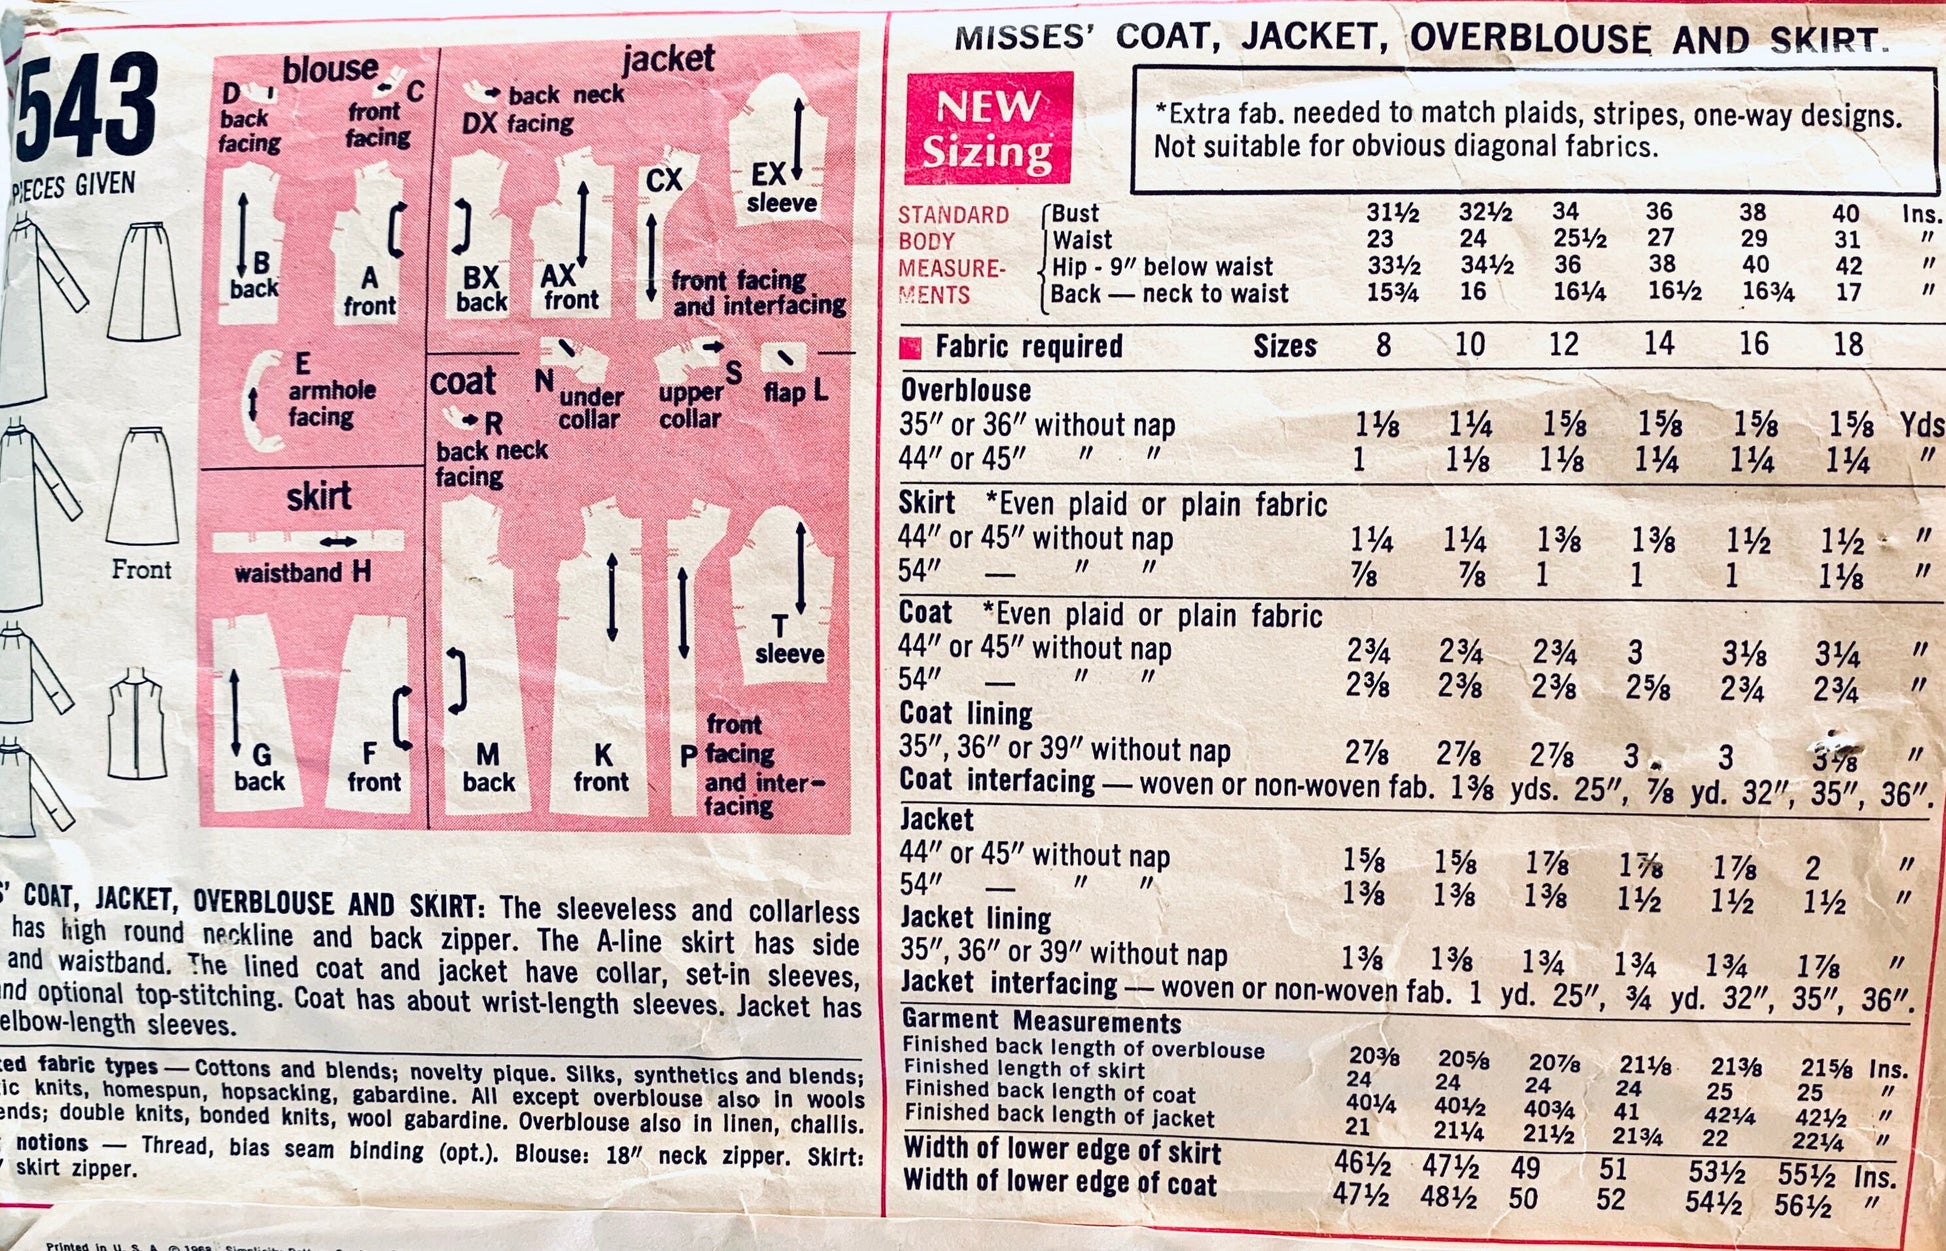 543
PIECES GIVEN
Front
blouse
D
back
facing
C
front
facing
B
back
A
front
E
armhole
facing
skirt
waistband H
G
back
F
front
jacket
back neck
DX facing
BX
back
AX
front
CX
front facing
and interfacing
EX
sleeve
coat
N
under
collar
S
upper
collar
flap L
R
back neck
facing
M
back
K
front
P
front
facing
and inter-
facing
T
sleeve
' COAT, JACKET, OVERBLOUSE AND SKIRT: The sleeveless and collarless
has high round neckline and back zipper. The A-line skirt has side
and waistband. The lined coat and jacket have collar, set-in sleeves,
and optional top-stitching. Coat has about wrist-length sleeves. Jacket has
elbow-length sleeves.
fabric types — Cottons and blends; novelty pique. Silks, synthetics and blends;
knits, homespun, hopsacking, gabardine. All except overblouse also in wools
double knits, bonded knits, wool gabardine. Overblouse also in linen, challis.
notions — Thread, bias seam binding (opt.). Blouse: 18″ neck zipper. Skirt:
skirt zipper.
Printed in U. S. A.
MISSES' COAT, JACKET, OVERBLOUSE AND SKIRT.
NEW
Sizing
*Extra fab. needed to match plaids, stripes, one-way designs.
Not suitable for obvious diagonal fabrics.
STANDARD
BODY
MEASURE-
MENTS
Bust 31½ 32½ 34 36 38 40 Ins.
Waist 23 24 25½ 27 29 31 ″
Hip - 9″ below waist 33½ 34½ 36 38 40 42 ″
Back — neck to waist 15¾ 16 16¼ 16½ 16¾ 17 ″
Fabric required Sizes 8 10 12 14 16 18
Overblouse
35″ or 36″ without nap 1⅛ 1¼ 1⅝ 1⅝ 1⅝ 1⅝ Yds
44″ or 45″ ″ ″ 1 1⅛ 1⅛ 1¼ 1¼ 1¼ ″
Skirt *Even plaid or plain fabric
44″ or 45″ without nap 1¼ 1¼ 1⅜ 1⅜ 1½ 1½ ″
54″ — ″ ″ ⅞ ⅞ 1 1 1 1⅛ ″
Coat *Even plaid or plain fabric
44″ or 45″ without nap 2¾ 2¾ 2¾ 3 3⅛ 3¼ ″
54″ — ″ ″ 2⅜ 2⅜ 2⅜ 2⅝ 2¾ 2¾ ″
Coat lining
35″, 36″ or 39″ without nap 2⅞ 2⅞ 2⅞ 3 3 3⅛ ″
Coat interfacing — woven or non-woven fab. 1⅜ yds. 25″, ⅞ yd. 32″, 35″, 36″.
Jacket
44″ or 45″ without nap 1⅝ 1⅝ 1⅞ 1⅞ 1⅞ 2 ″
54″ — ″ ″ 1⅜ 1⅜ 1⅜ 1½ 1½ 1½ ″
Jacket lining
35″, 36″ or 39″ without nap 1⅜ 1⅜ 1¾ 1¾ 1¾ 1⅞ ″
Jacket interfacing — woven or non-woven fab. 1 yd. 25″, ¾ yd. 32″, 35″, 36″.
Garment Measurements
Finished back length of overblouse 20⅜ 20⅝ 20⅞ 21⅛ 21⅜ 21⅝ Ins.
Finished length of skirt 24 24 24 24 25 25 ″
Finished back length of coat 40¼ 40½ 40¾ 41 42¼ 42½ ″
Finished back length of jacket 21 21¼ 21½ 21¾ 22 22¼ ″
Width of lower edge of skirt 46½ 47½ 49 51 53½ 55½ Ins.
Width of lower edge of coat 47½ 48½ 50 52 54½ 56½ ″